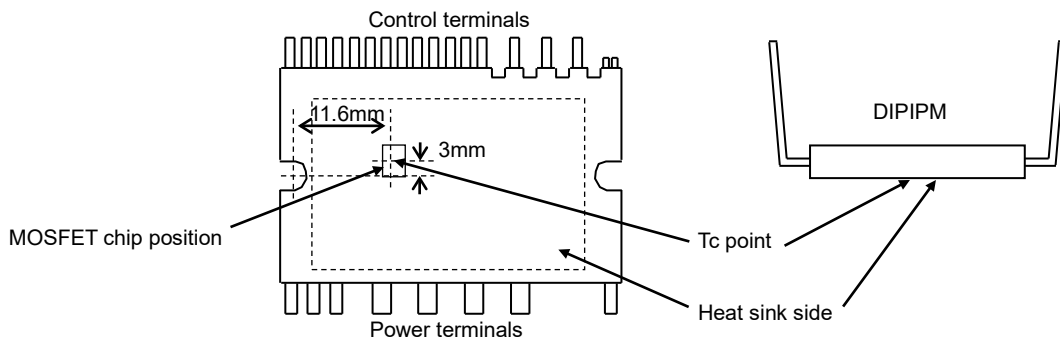 Control terminals
11.6mm
3mm
DIPIPM
MOSFET chip position
Tc point
Heat sink side
Power terminals